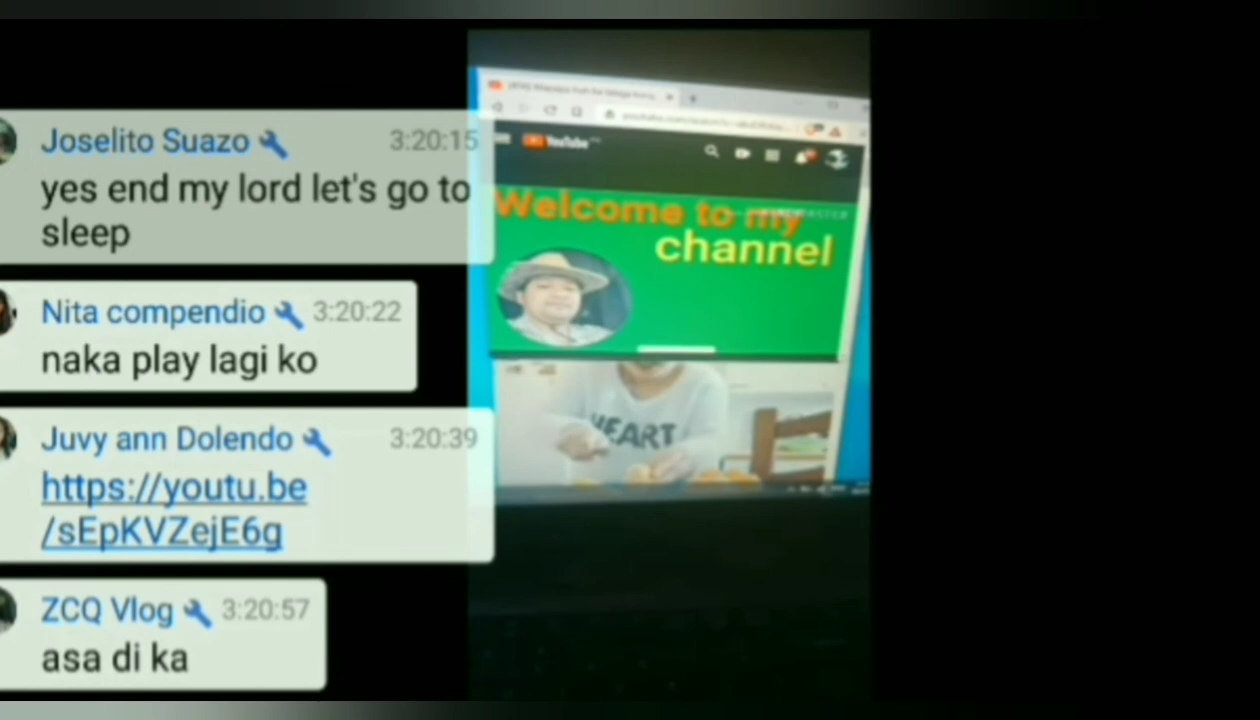 Joselito Suazo 3:20:15
yes end my lord let's go to
sleep
Nita compendio 3:20:22
naka play lagi ko
Juvy ann Dolendo 3:20:39
https://youtu.be
/sEpKVZejE6g
ZCQ Vlog 3:20:57
asa di ka
YouTube
Welcome to my
channel
HEART